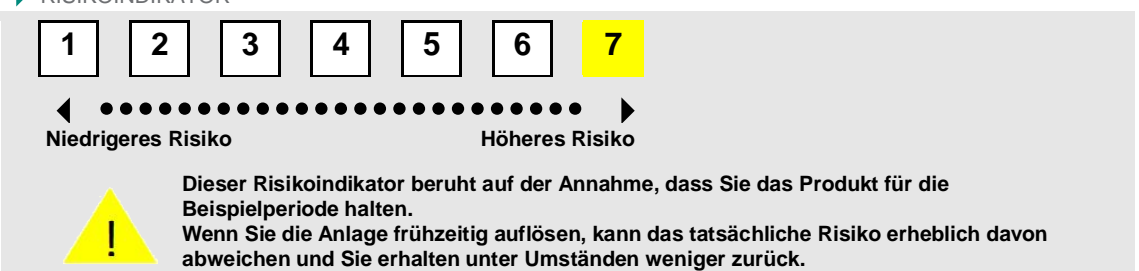 RISIKOINDIKATOR
1 2 3 4 5 6 7
Niedrigeres Risiko Höheres Risiko
Dieser Risikoindikator beruht auf der Annahme, dass Sie das Produkt für die
Beispielperiode halten.
Wenn Sie die Anlage frühzeitig auflösen, kann das tatsächliche Risiko erheblich davon
abweichen und Sie erhalten unter Umständen weniger zurück.
!